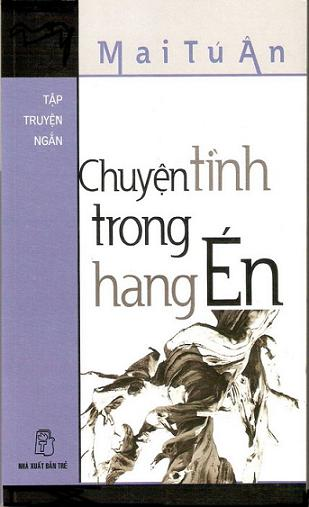 Mai Tú Ân
TẬP
TRUYỆN
NGẮN
Chuyện tình
trong
hang Én
NHÀ XUẤT BẢN TRẺ